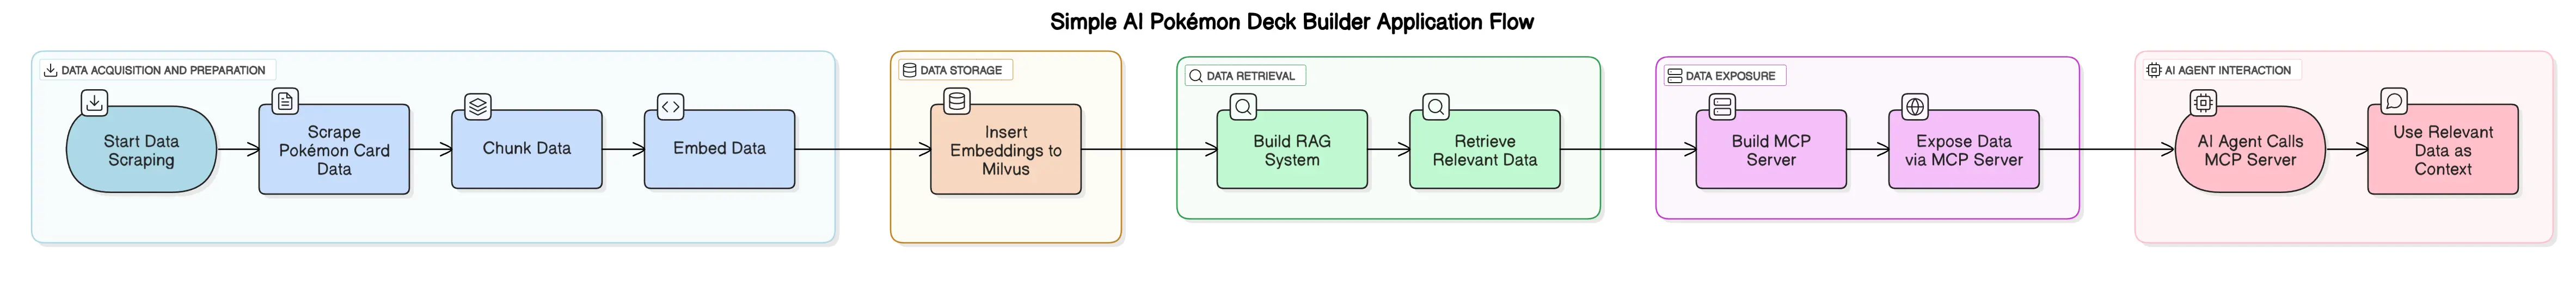 Simple AI Pokémon Deck Builder Application Flow
DATA ACQUISITION AND PREPARATION
Start Data
Scraping
Scrape
Pokémon Card
Data
Chunk Data
Embed Data
DATA STORAGE
Insert
Embeddings to
Milvus
DATA RETRIEVAL
Build RAG
System
Retrieve
Relevant Data
DATA EXPOSURE
Build MCP
Server
Expose Data
via MCP Server
AI AGENT INTERACTION
AI Agent Calls
MCP Server
Use Relevant
Data as
Context